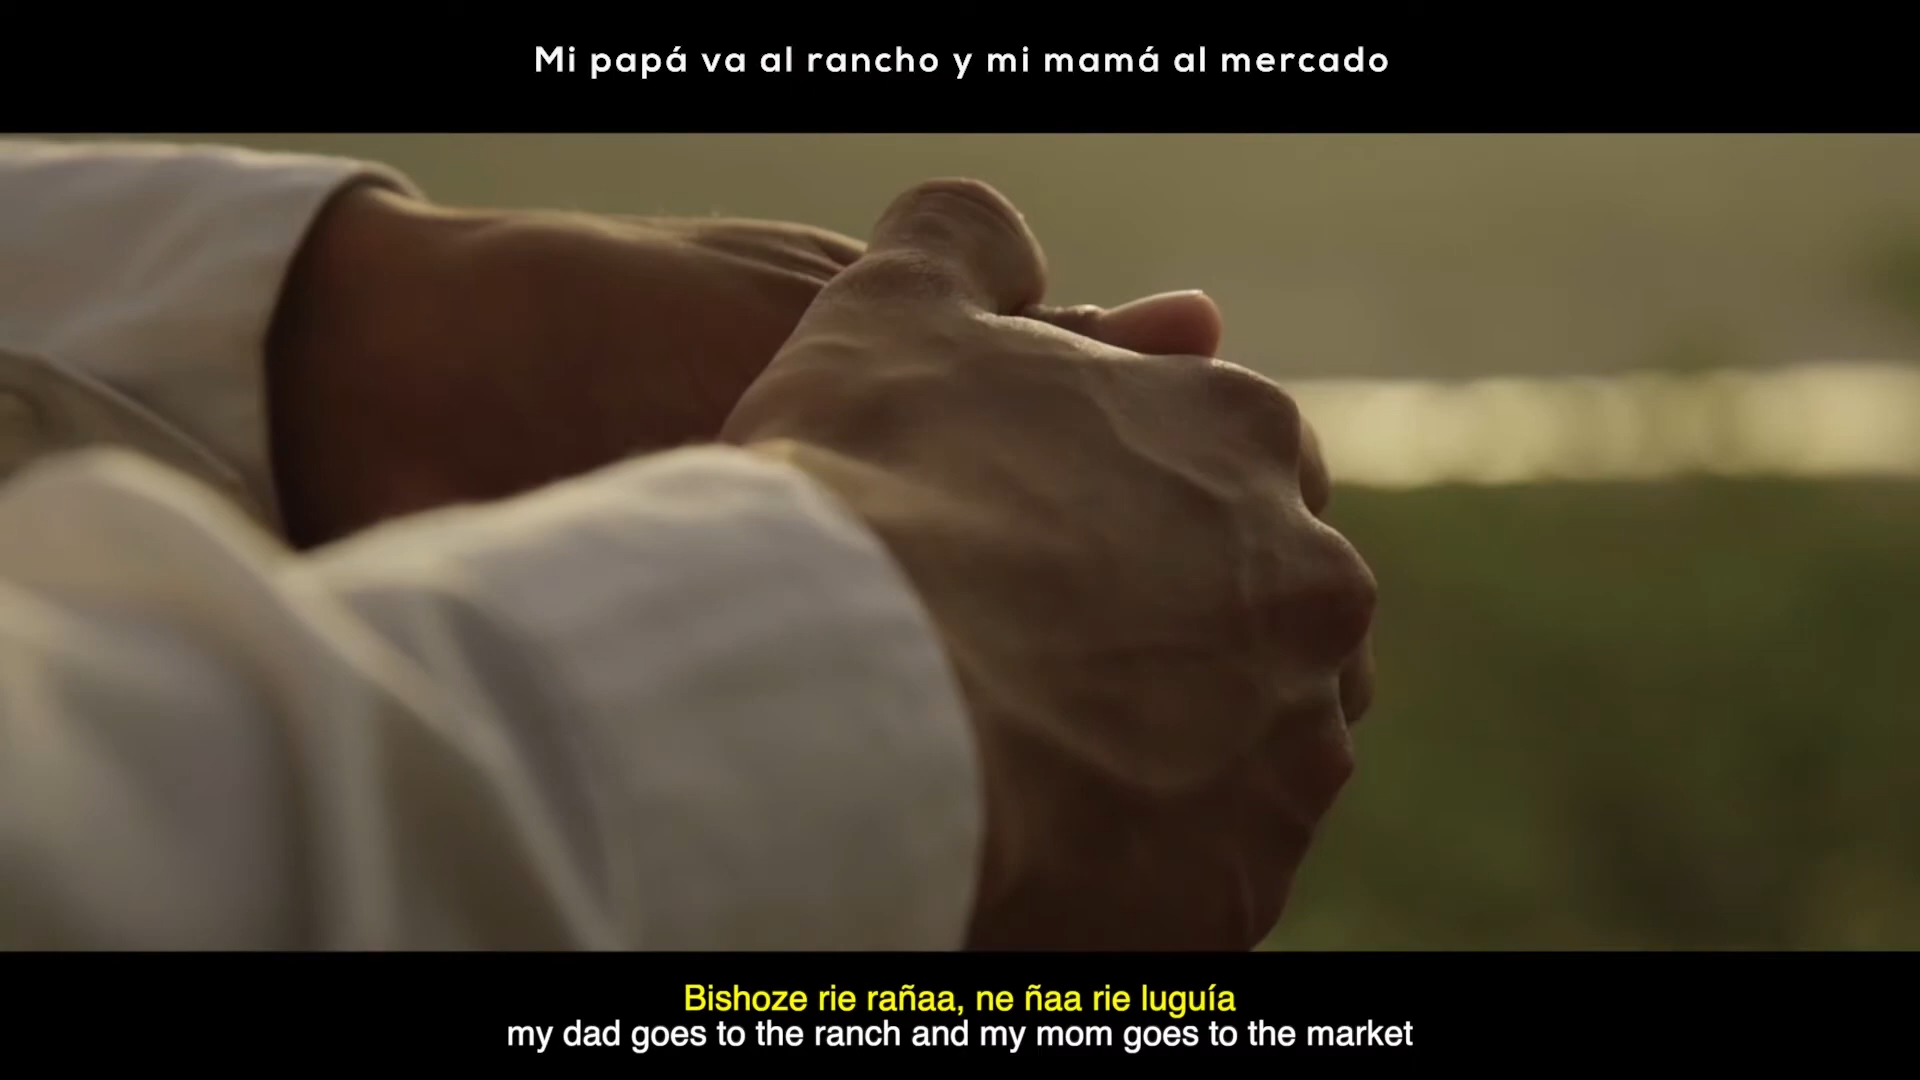 Mi papá va al rancho y mi mamá al mercado
Bishoze rie rañaa, ne ñaa rie luguía
my dad goes to the ranch and my mom goes to the market